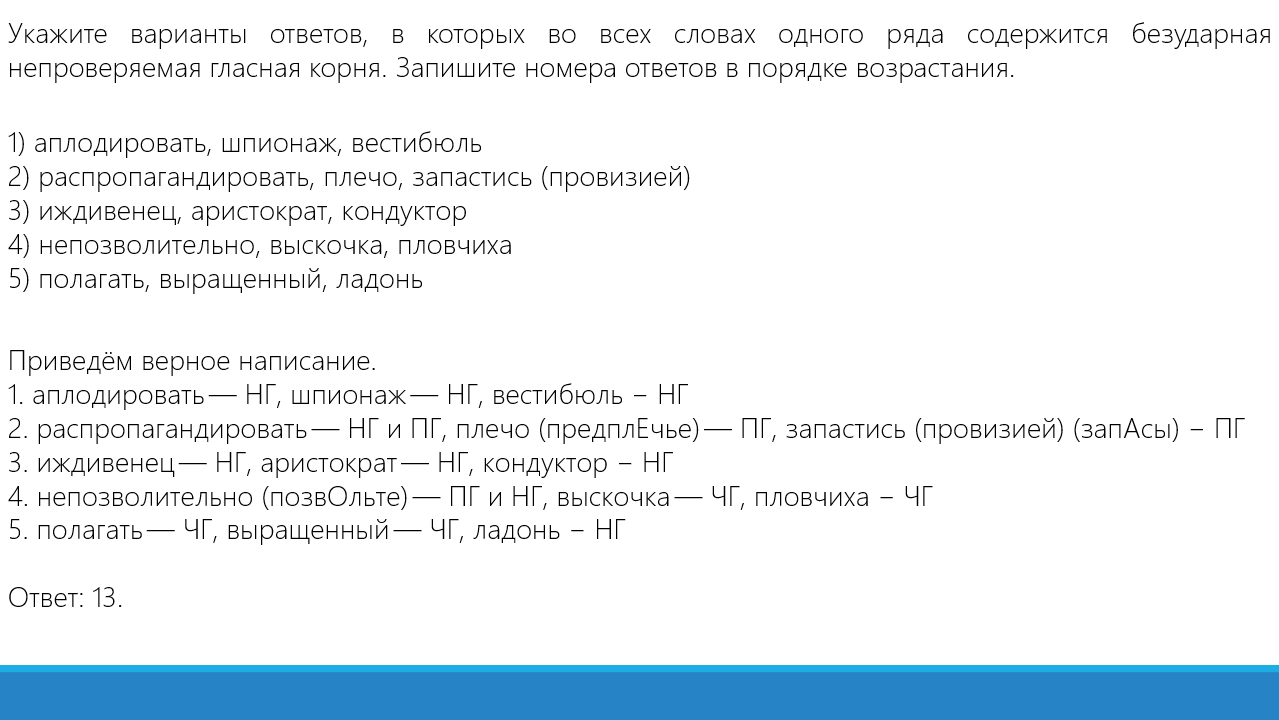 Укажите варианты ответов, в которых во всех словах одного ряда содержится безударная
непроверяемая гласная корня. Запишите номера ответов в порядке возрастания.
1) аплодировать, шпионаж, вестибюль
2) распропагандировать, плечо, запастись (провизией)
3) иждивенец, аристократ, кондуктор
4) непозволительно, выскочка, пловчиха
5) полагать, выращенный, ладонь
Приведём верное написание.
1. аплодировать — НГ, шпионаж — НГ, вестибюль – НГ
2. распропагандировать — НГ и ПГ, плечо (предплЕчье) — ПГ, запастись (провизией) (запАсы) – ПГ
3. иждивенец — НГ, аристократ — НГ, кондуктор – НГ
4. непозволительно (позвОльте) — ПГ и НГ, выскочка — ЧГ, пловчиха – ЧГ
5. полагать — ЧГ, выращенный — ЧГ, ладонь – НГ
Ответ: 13.